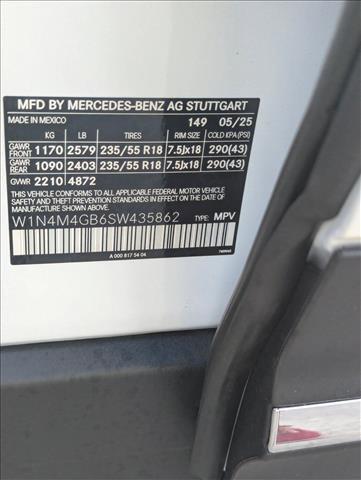 MFD BY MERCEDES-BENZ AG STUTTGART
MADE IN MEXICO 149 05/25
KG LB TIRES RIM SIZE COLD KPA(PSI)
GAWR FRONT 1170 2579 235/55 R18 7.5Jx18 290(43)
GAWR REAR 1090 2403 235/55 R18 7.5Jx18 290(43)
GVWR 2210 4872
THIS VEHICLE CONFORMS TO ALL APPLICABLE FEDERAL MOTOR VEHICLE
SAFETY BUMPER AND THEFT PREVENTION STANDARDS IN
EFFECT ON THE DATE OF MANUFACTURE SHOWN ABOVE.
W1N4M4GB6SW435862 TYPE: MPV
A 000 817 54 04